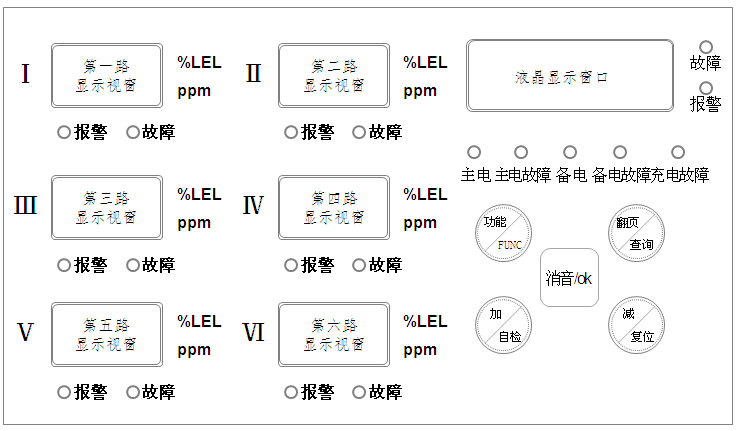 Ⅰ
第一路
显示视窗
%LEL
ppm
报警 故障
Ⅱ
第二路
显示视窗
%LEL
ppm
报警 故障
液晶显示窗口
故障
报警
Ⅲ
第三路
显示视窗
%LEL
ppm
报警 故障
Ⅳ
第四路
显示视窗
%LEL
ppm
报警 故障
主电 主电故障 备电 备电故障 充电故障
功能
FUNC
翻页
查询
消音/ok
加
自检
减
复位
Ⅴ
第五路
显示视窗
%LEL
ppm
报警 故障
Ⅵ
第六路
显示视窗
%LEL
ppm
报警 故障